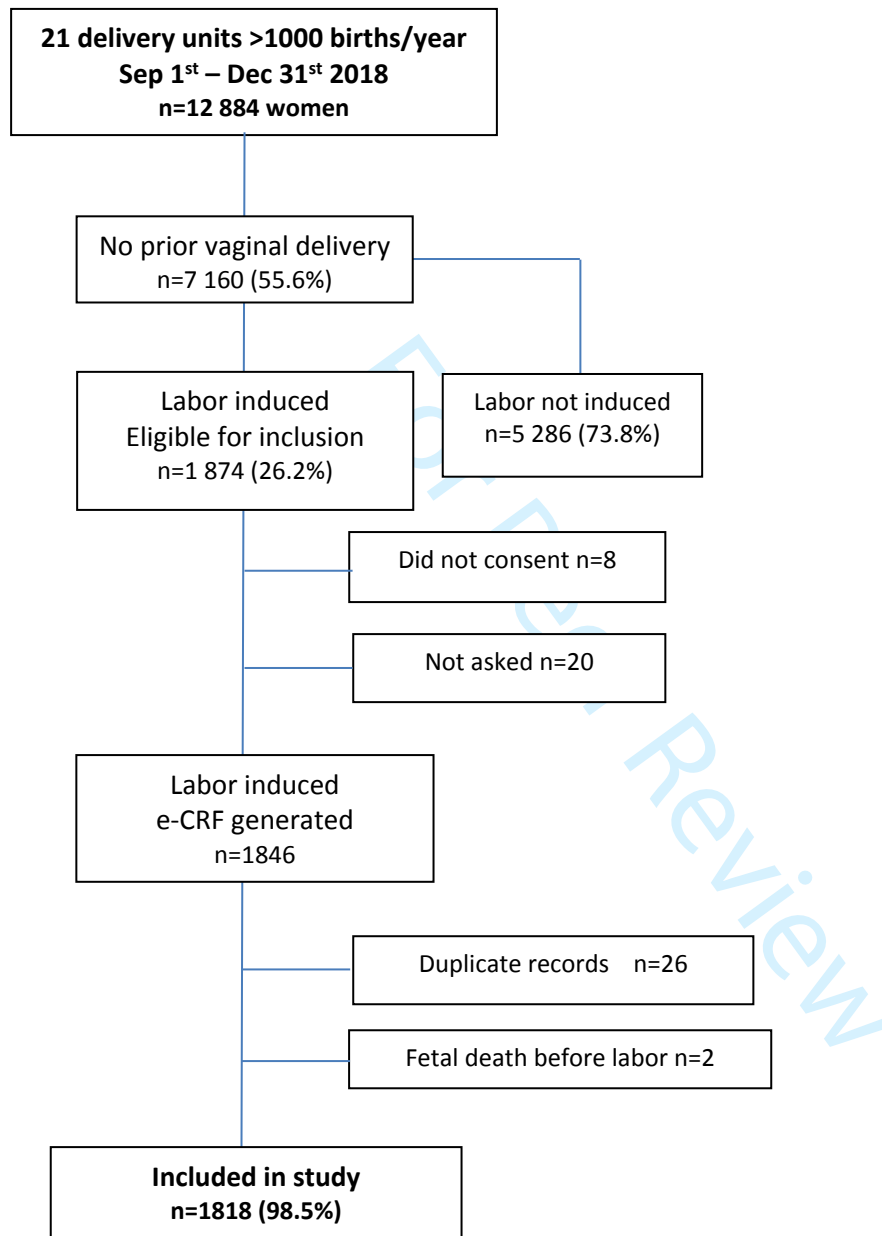 21 delivery units >1000 births/year
Sep 1st – Dec 31st 2018
n=12 884 women
No prior vaginal delivery
n=7 160 (55.6%)
Labor induced
Eligible for inclusion
n=1 874 (26.2%)
Labor not induced
n=5 286 (73.8%)
Did not consent n=8
Not asked n=20
Labor induced
e-CRF generated
n=1846
Duplicate records n=26
Fetal death before labor n=2
Included in study
n=1818 (98.5%)
For Peer Review